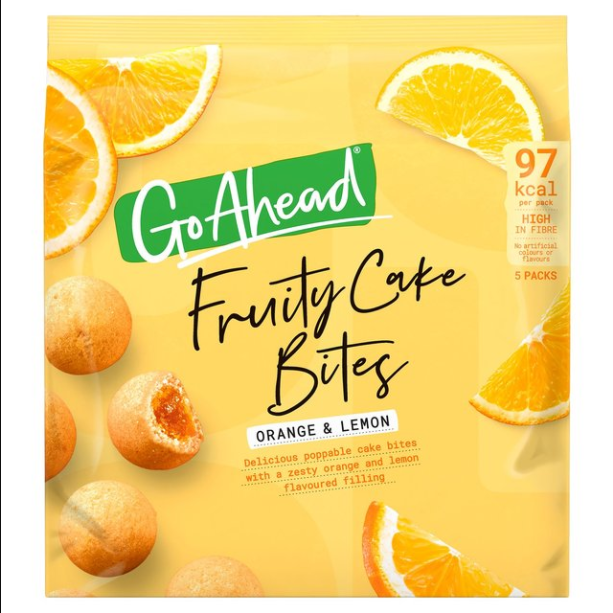 GoAhead®
Fruity Cake
Bites
ORANGE & LEMON
Delicious poppable cake bites
with a zesty orange and lemon
flavoured filling
97
kcal
per pack
HIGH
IN FIBRE
No artificial
colours or
flavours
5 PACKS